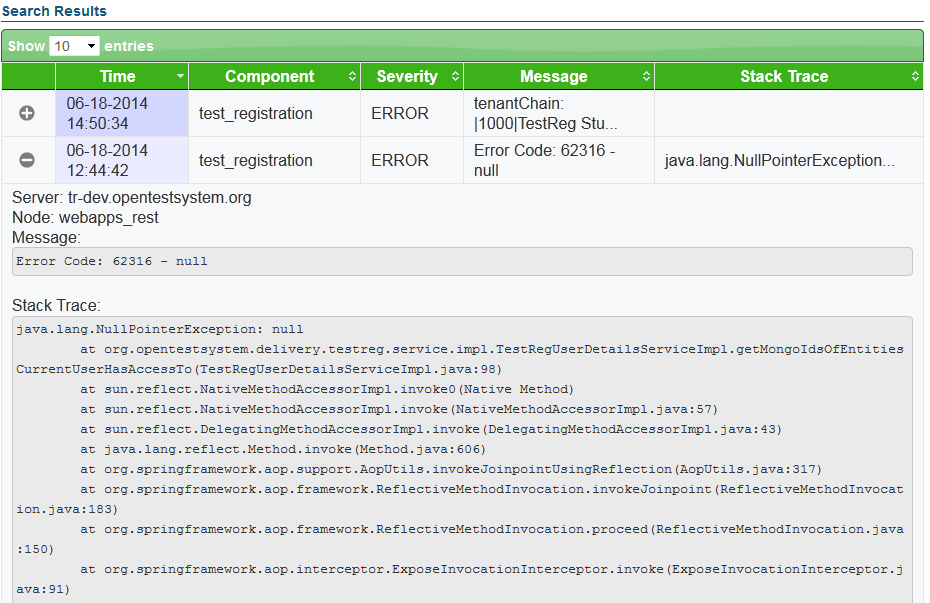 Search Results
Show 10 entries
Time Component Severity Message Stack Trace
06-18-2014 14:50:34 test_registration ERROR tenantChain: |1000|TestReg Stu...
06-18-2014 12:44:42 test_registration ERROR Error Code: 62316 - null java.lang.NullPointerException...
Server: tr-dev.opentestsystem.org
Node: webapps_rest
Message:
Error Code: 62316 - null
Stack Trace:
java.lang.NullPointerException: null
at org.opentestsystem.delivery.testreg.service.impl.TestRegUserDetailsServiceImpl.getMongoIdsOfEntities
CurrentUserHasAccessTo(TestRegUserDetailsServiceImpl.java:98)
at sun.reflect.NativeMethodAccessorImpl.invoke0(Native Method)
at sun.reflect.NativeMethodAccessorImpl.invoke(NativeMethodAccessorImpl.java:57)
at sun.reflect.DelegatingMethodAccessorImpl.invoke(DelegatingMethodAccessorImpl.java:43)
at java.lang.reflect.Method.invoke(Method.java:606)
at org.springframework.aop.support.AopUtils.invokeJoinpointUsingReflection(AopUtils.java:317)
at org.springframework.aop.framework.ReflectiveMethodInvocation.invokeJoinpoint(ReflectiveMethodInvocat
ion.java:183)
at org.springframework.aop.framework.ReflectiveMethodInvocation.proceed(ReflectiveMethodInvocation.java
:150)
at org.springframework.aop.interceptor.ExposeInvocationInterceptor.invoke(ExposeInvocationInterceptor.j
ava:91)